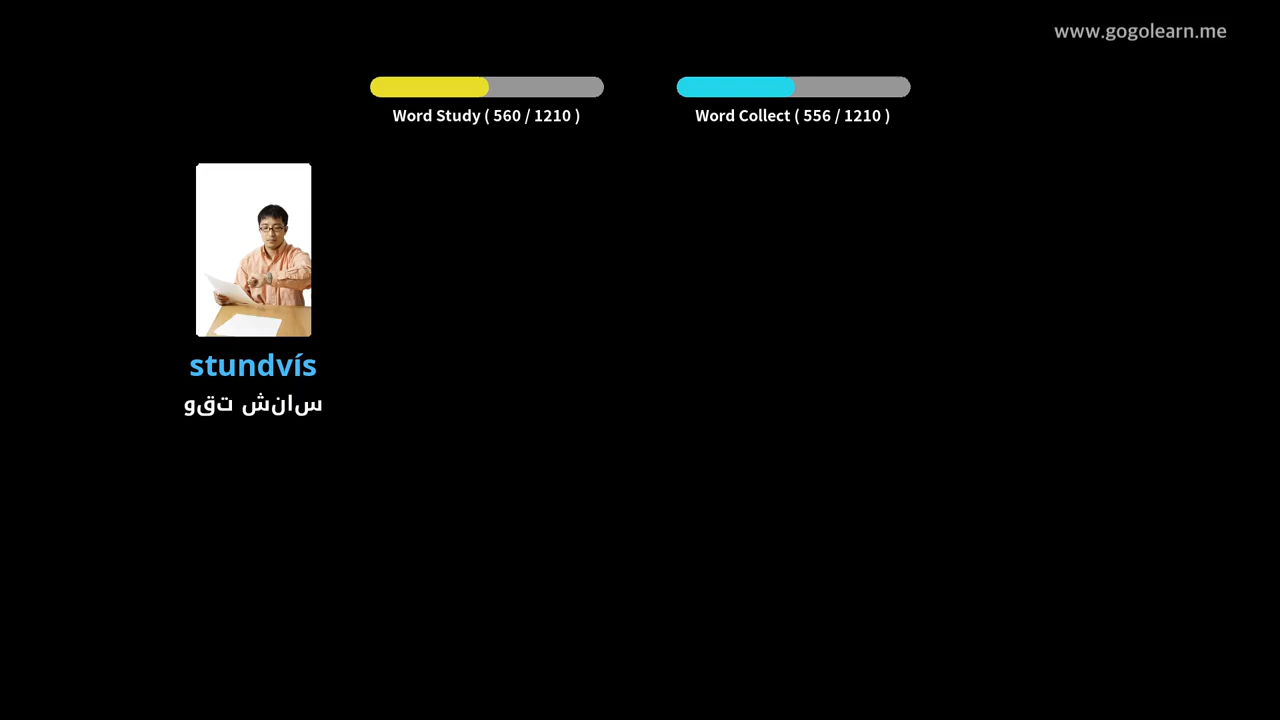 www.gogolearn.me
Word Study ( 560 / 1210 )
Word Collect ( 556 / 1210 )
stundvís
سانش تقو